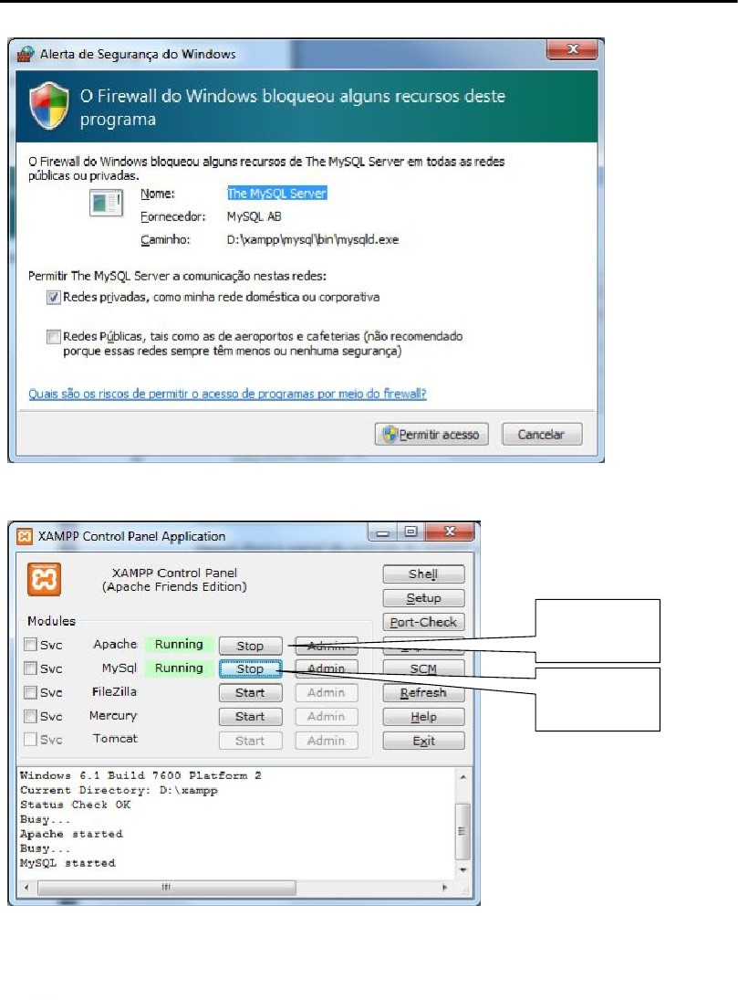 Alerta de Segurança do Windows
O Firewall do Windows bloqueou alguns recursos deste
programa
O Firewall do Windows bloqueou alguns recursos de The MySQL Server em todas as redes
públicas ou privadas.
Nome: The MySQL Server
Fornecedor: MySQL AB
Caminho: D:\xampp\mysql\bin\mysqld.exe
Permitir The MySQL Server a comunicação nestas redes:
Redes privadas, como minha rede doméstica ou corporativa
Redes Públicas, tais como as de aeroportos e cafeterias (não recomendado
porque essas redes sempre têm menos ou nenhuma segurança)
Quais são os riscos de permitir o acesso de programas por meio do firewall?
Permitir acesso Cancelar
XAMPP Control Panel Application
XAMPP Control Panel
(Apache Friends Edition)
Shell
Setup
Modules Port-Check
Svc Apache Running Stop Admin
Svc MySql Running Stop Admin SCM
Svc FileZilla Start Admin Refresh
Svc Mercury Start Admin Help
Svc Tomcat Start Admin Exit
Windows 6.1 Build 7600 Platform 2
Current Directory: D:\xampp
Status Check OK
Busy...
Apache started
Busy...
MySQL started